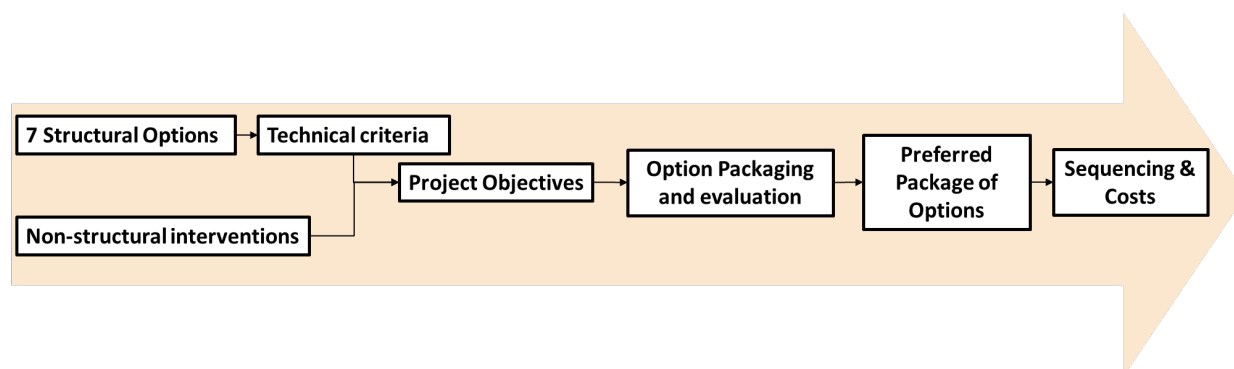 7 Structural Options
Technical criteria
Non-structural interventions
Project Objectives
Option Packaging
and evaluation
Preferred
Package of
Options
Sequencing &
Costs